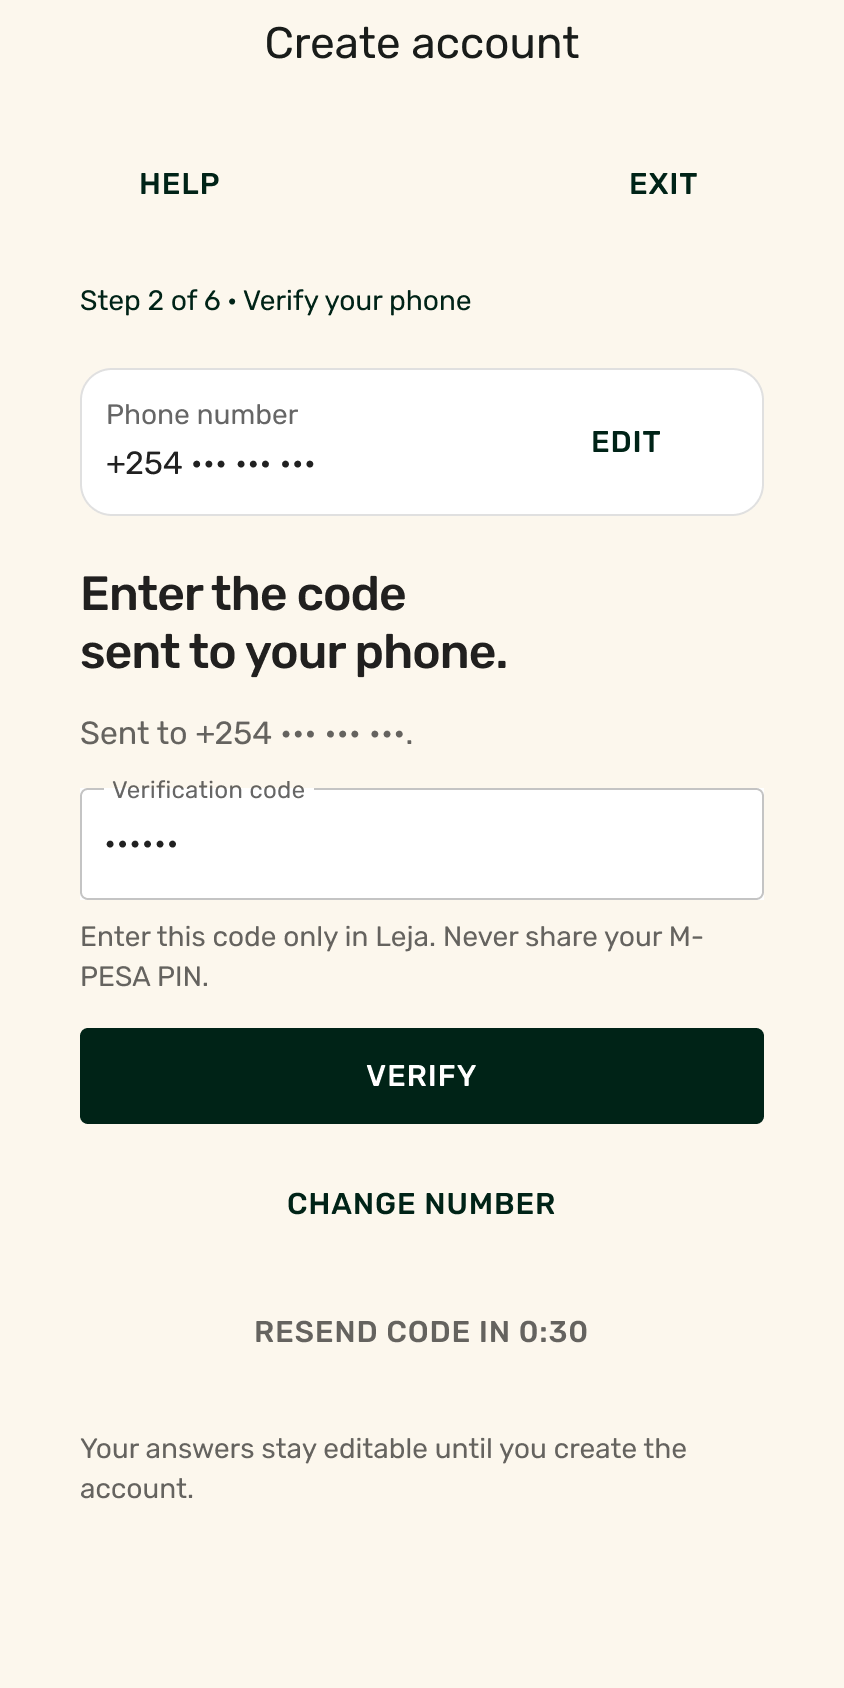 Create account
HELP
EXIT
Step 2 of 6 • Verify your phone
Phone number
+254 ••• ••• •••
EDIT
Enter the code
sent to your phone.
Sent to +254 ••• ••• •••.
Verification code
••••••
Enter this code only in Leja. Never share your M-
PESA PIN.
VERIFY
CHANGE NUMBER
RESEND CODE IN 0:30
Your answers stay editable until you create the
account.